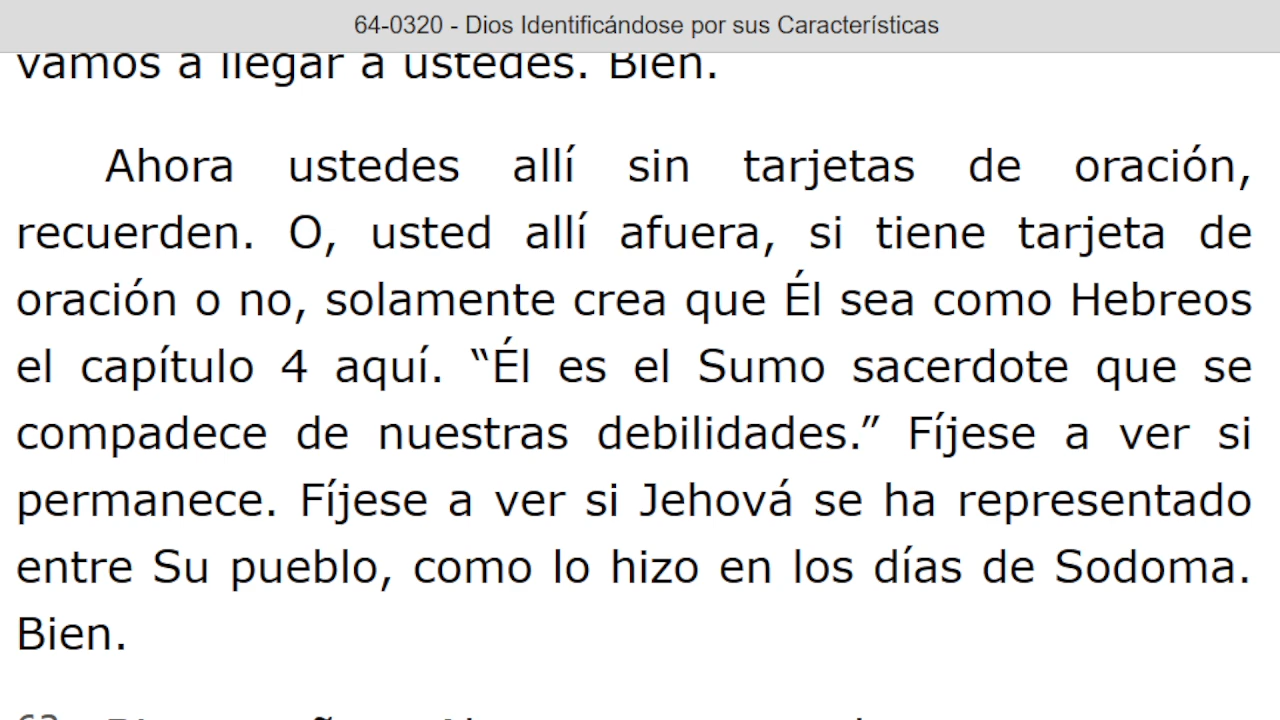 64-0320 - Dios Identificándose por sus Características
vamos a llegar a ustedes. Bien.
Ahora ustedes allí sin tarjetas de oración,
recuerden. O, usted allí afuera, si tiene tarjeta de
oración o no, solamente crea que Él sea como Hebreos
el capítulo 4 aquí. “Él es el Sumo sacerdote que se
compadece de nuestras debilidades.” Fíjese a ver si
permanece. Fíjese a ver si Jehová se ha representado
entre Su pueblo, como lo hizo en los días de Sodoma.
Bien.